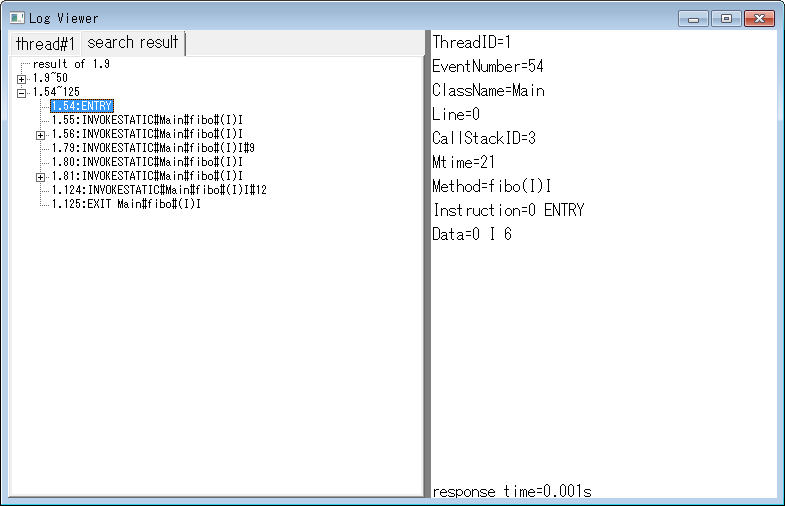 Log Viewer
thread#1 search result
result of 1.9
1.9~50
1.54~125
1.54:ENTRY
1.55:INVOKESTATIC#Main#fibo#(I)I
1.56:INVOKESTATIC#Main#fibo#(I)I
1.79:INVOKESTATIC#Main#fibo#(I)I#9
1.80:INVOKESTATIC#Main#fibo#(I)I
1.81:INVOKESTATIC#Main#fibo#(I)I
1.124:INVOKESTATIC#Main#fibo#(I)I#12
1.125:EXIT Main#fibo#(I)I
ThreadID=1
EventNumber=54
ClassName=Main
Line=0
CallStackID=3
Mtime=21
Method=fibo(I)I
Instruction=0 ENTRY
Data=0 I 6
response time=0.001s